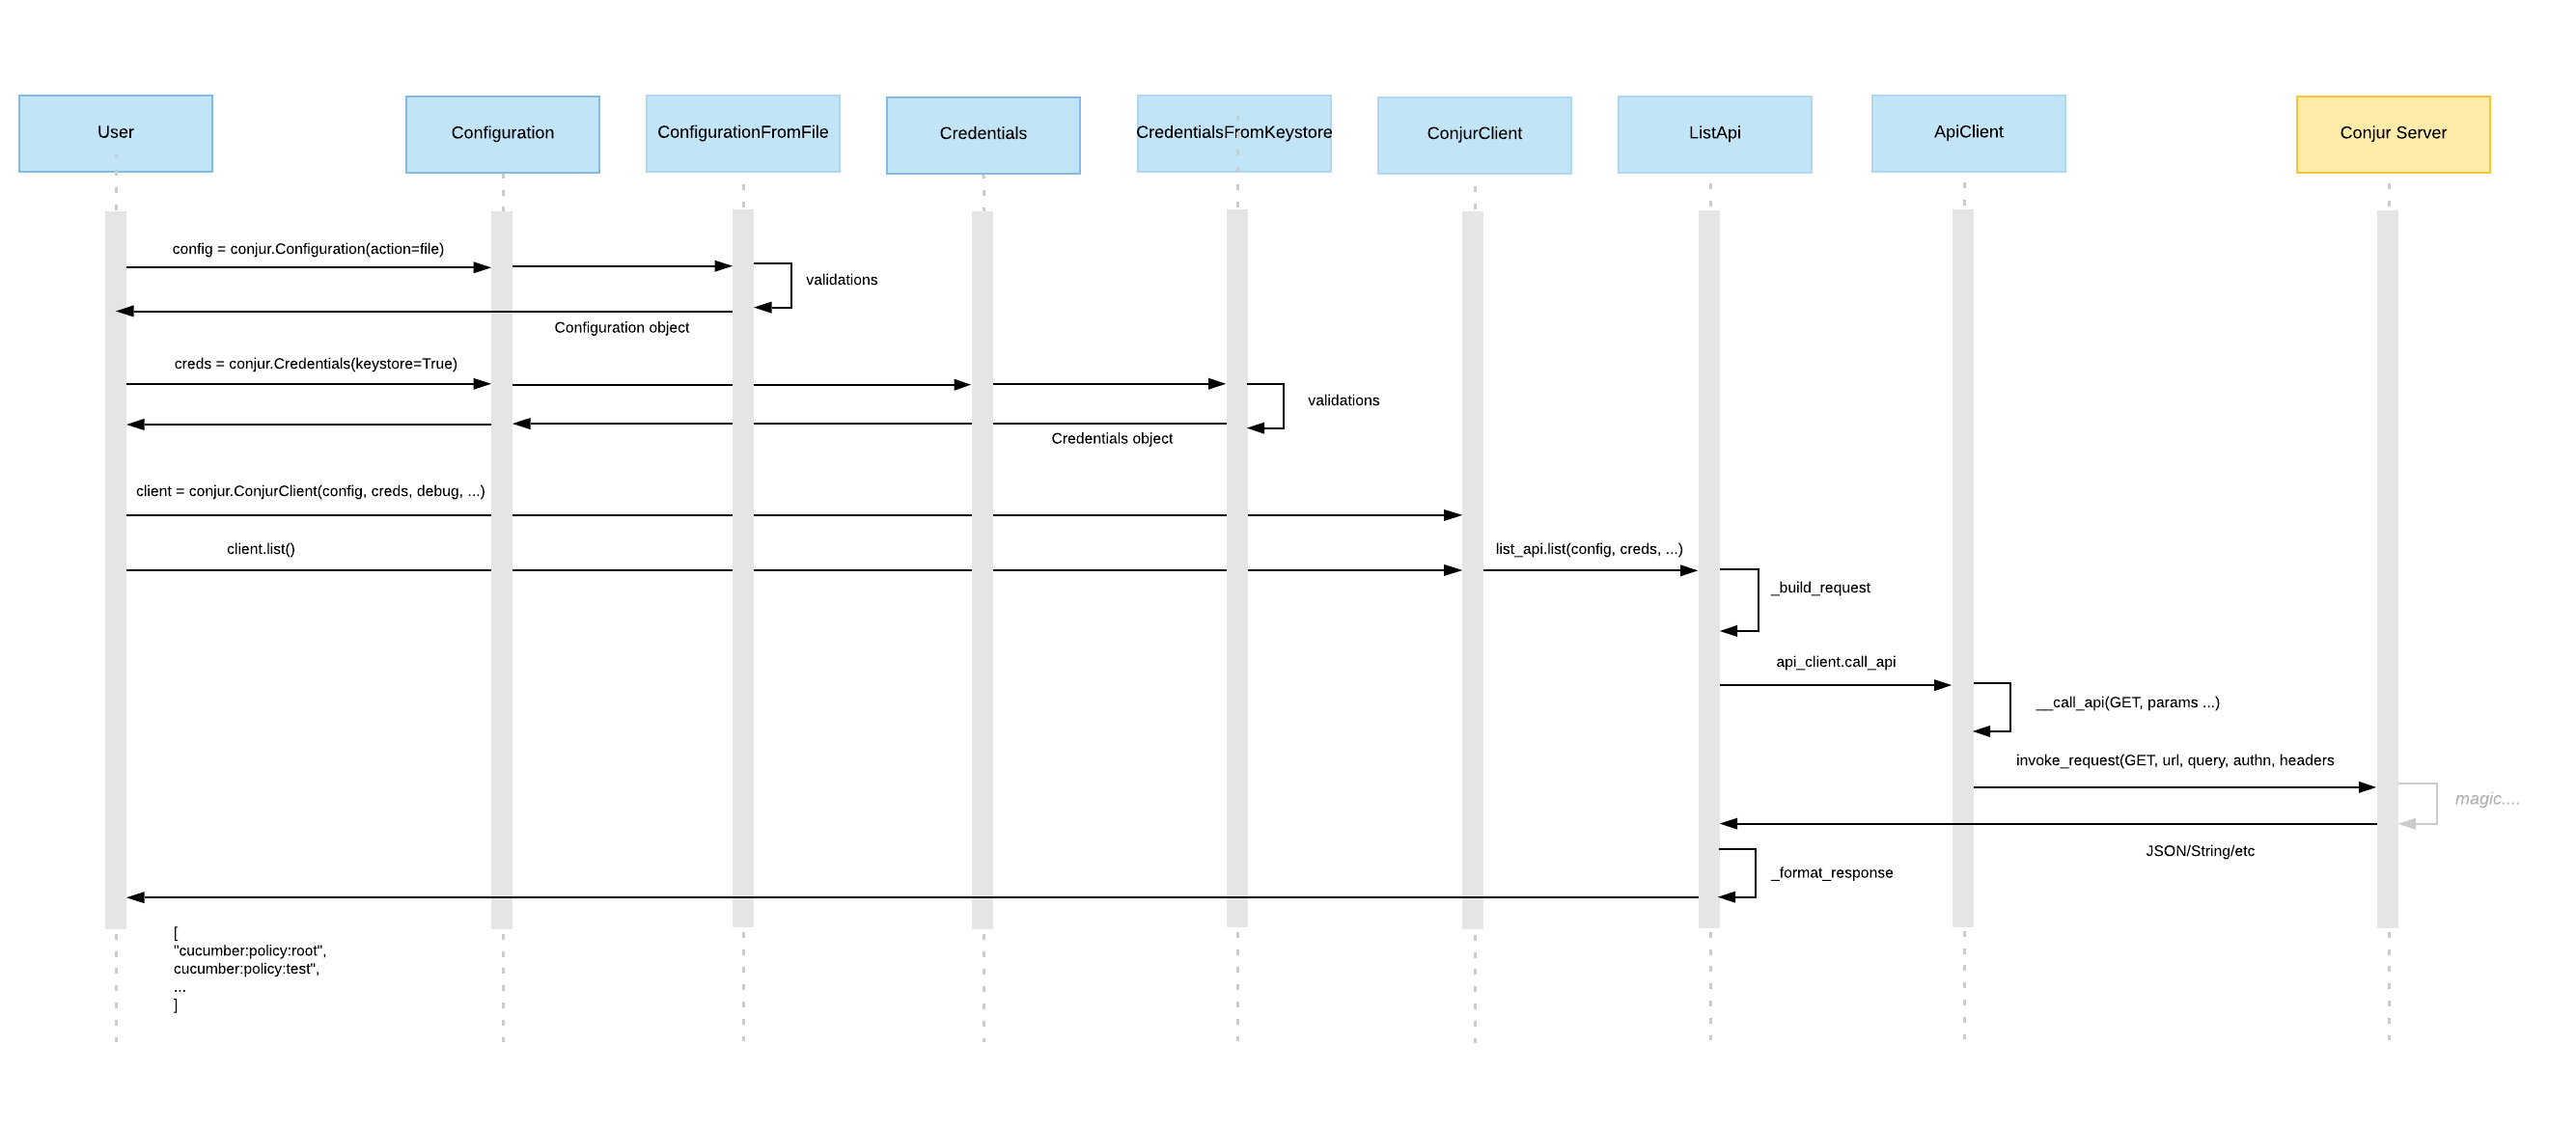 User
Configuration
ConfigurationFromFile
Credentials
CredentialsFromKeystore
ConjurClient
ListApi
ApiClient
Conjur Server
config = conjur.Configuration(action=file)
validations
Configuration object
creds = conjur.Credentials(keystore=True)
validations
Credentials object
client = conjur.ConjurClient(config, creds, debug, ...)
client.list()
list_api.list(config, creds, ...)
_build_request
api_client.call_api
__call_api(GET, params ...)
invoke_request(GET, url, query, authn, headers
magic....
JSON/String/etc
_format_response
[
"cucumber:policy:root",
cucumber:policy:test",
...
]